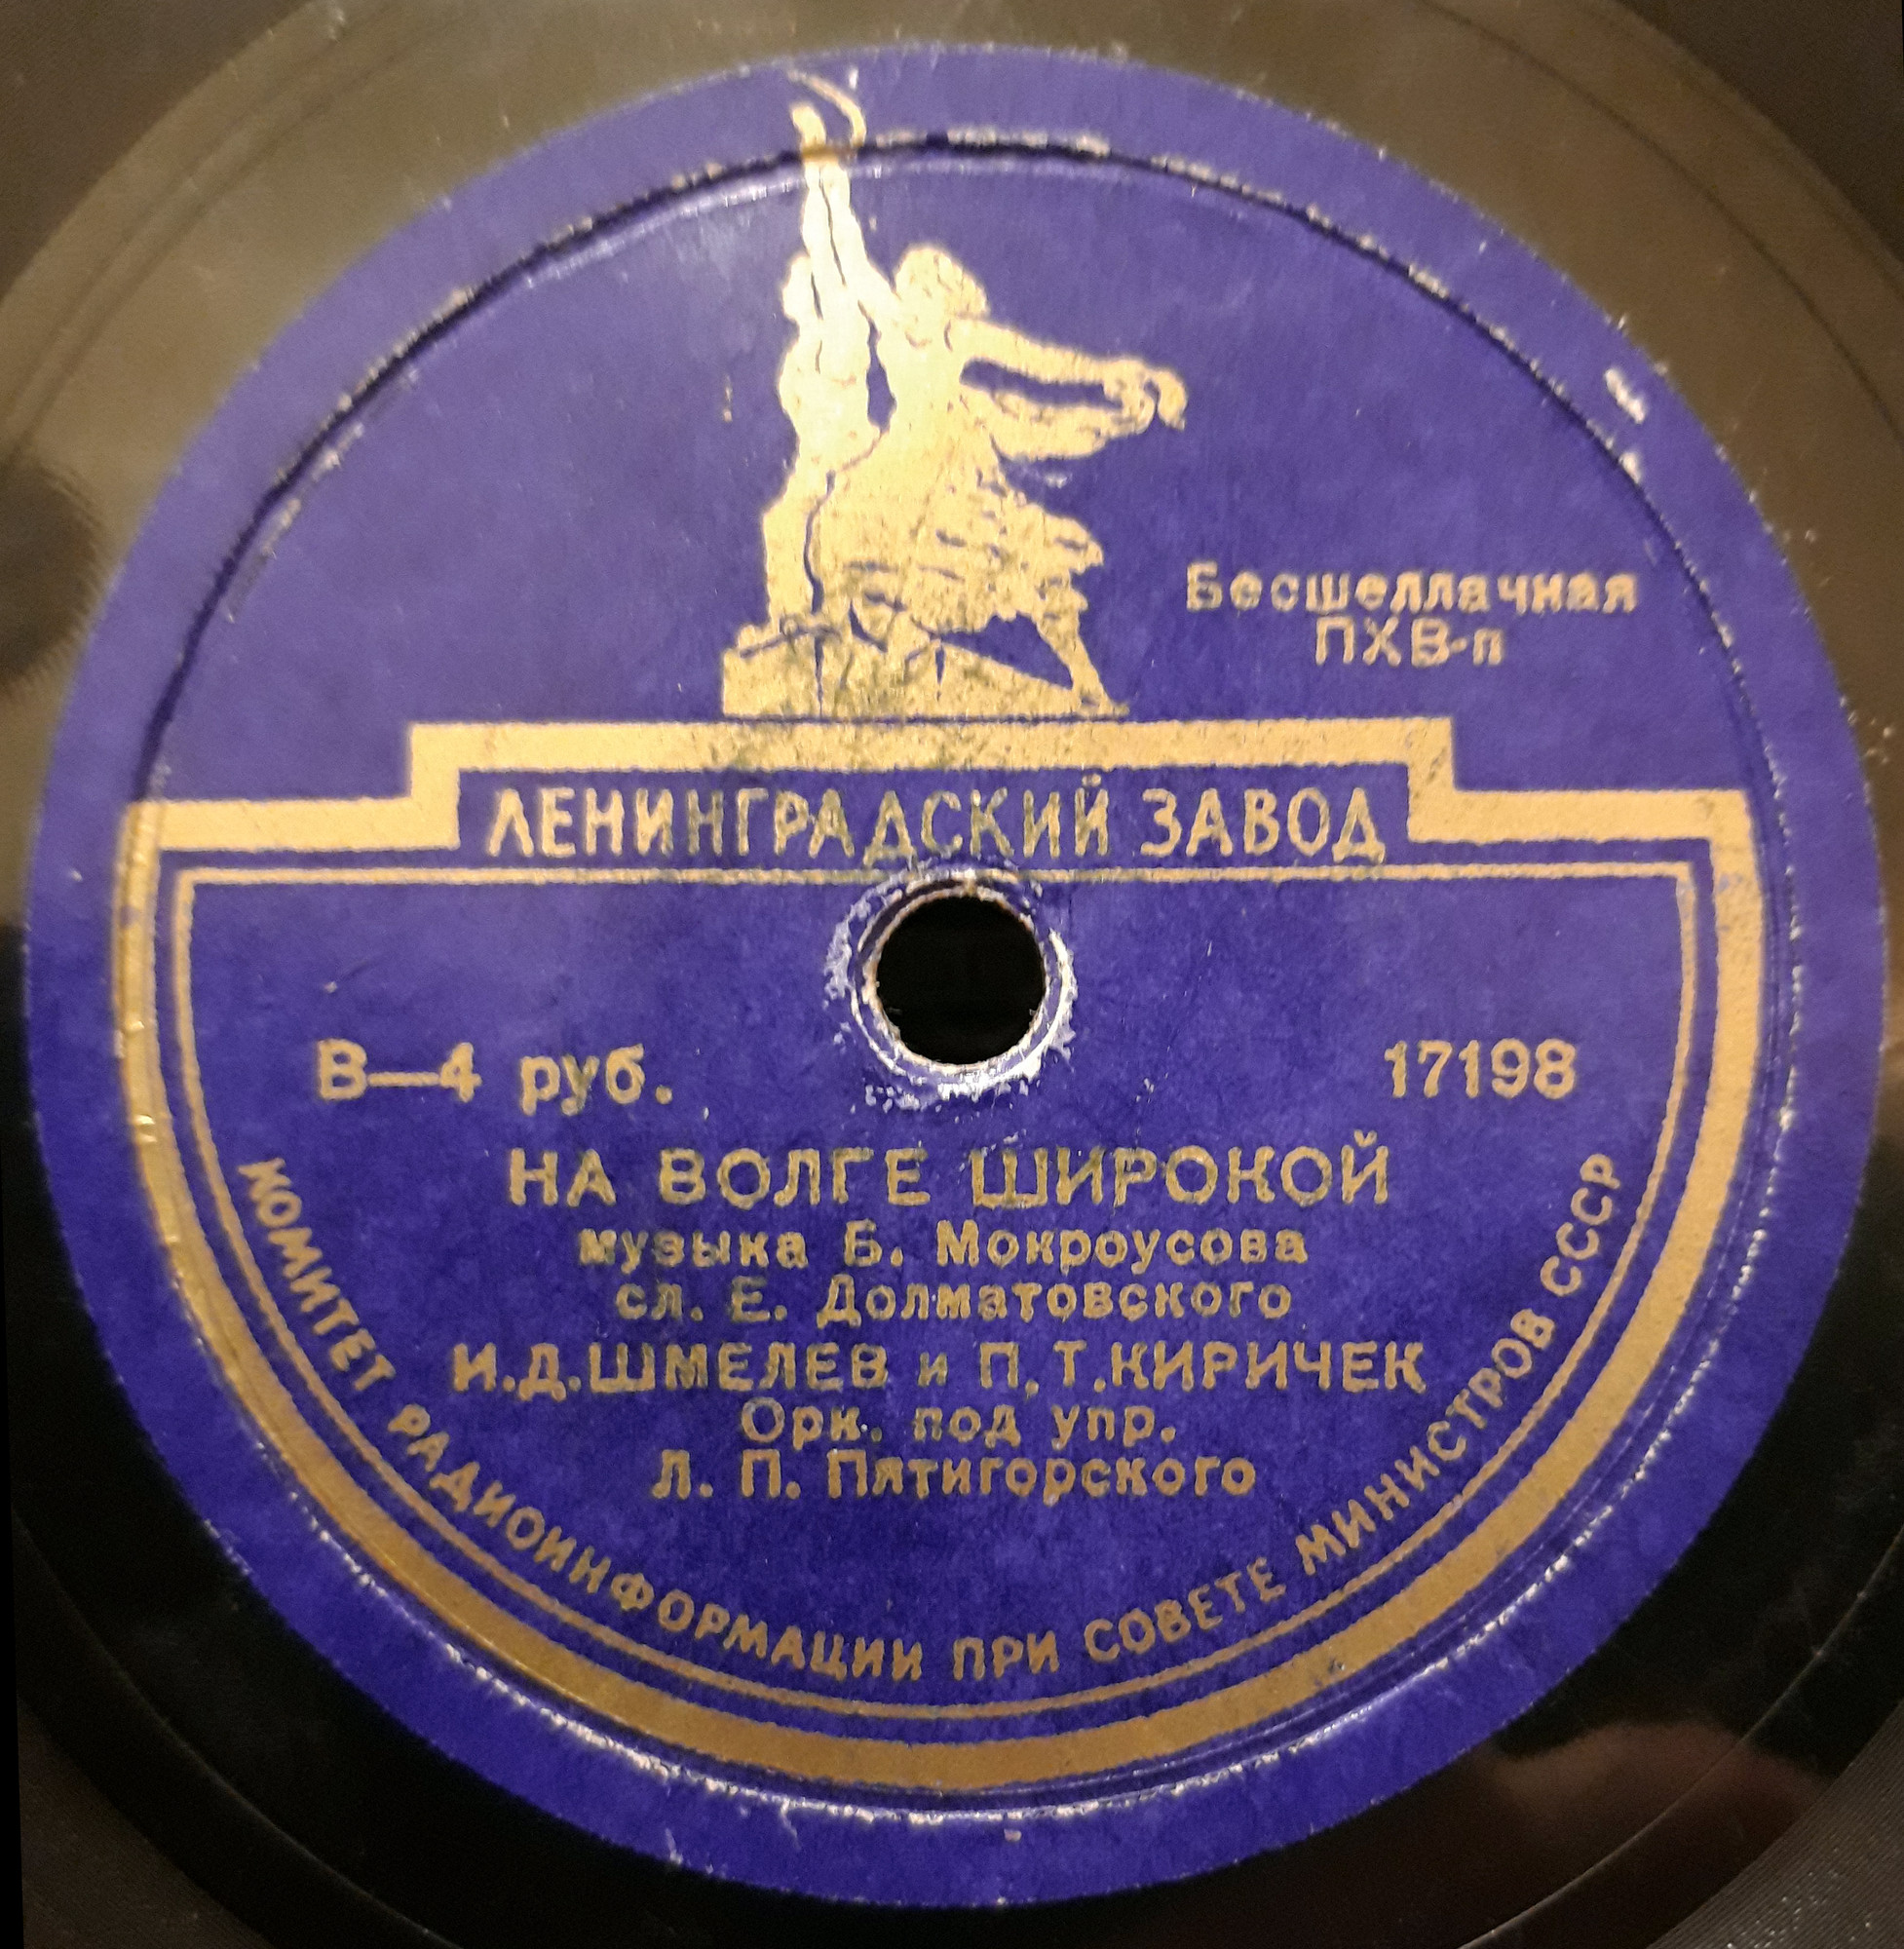 Бесшеллачная
ПХВ-п
ЛЕНИНГРАДСКИЙ ЗАВОД
В—4 руб.
17198
НА ВОЛГЕ ШИРОКОЙ
музыка Б. Мокроусова
сл. Е. Долматовского
И.Д.ШМЕЛЕВ и П.Т.КИРИЧЕК
Орк. под упр.
Л. П. Пятигорского
КОМИТЕТ РАДИОИНФОРМАЦИИ ПРИ СОВЕТЕ МИНИСТРОВ СССР